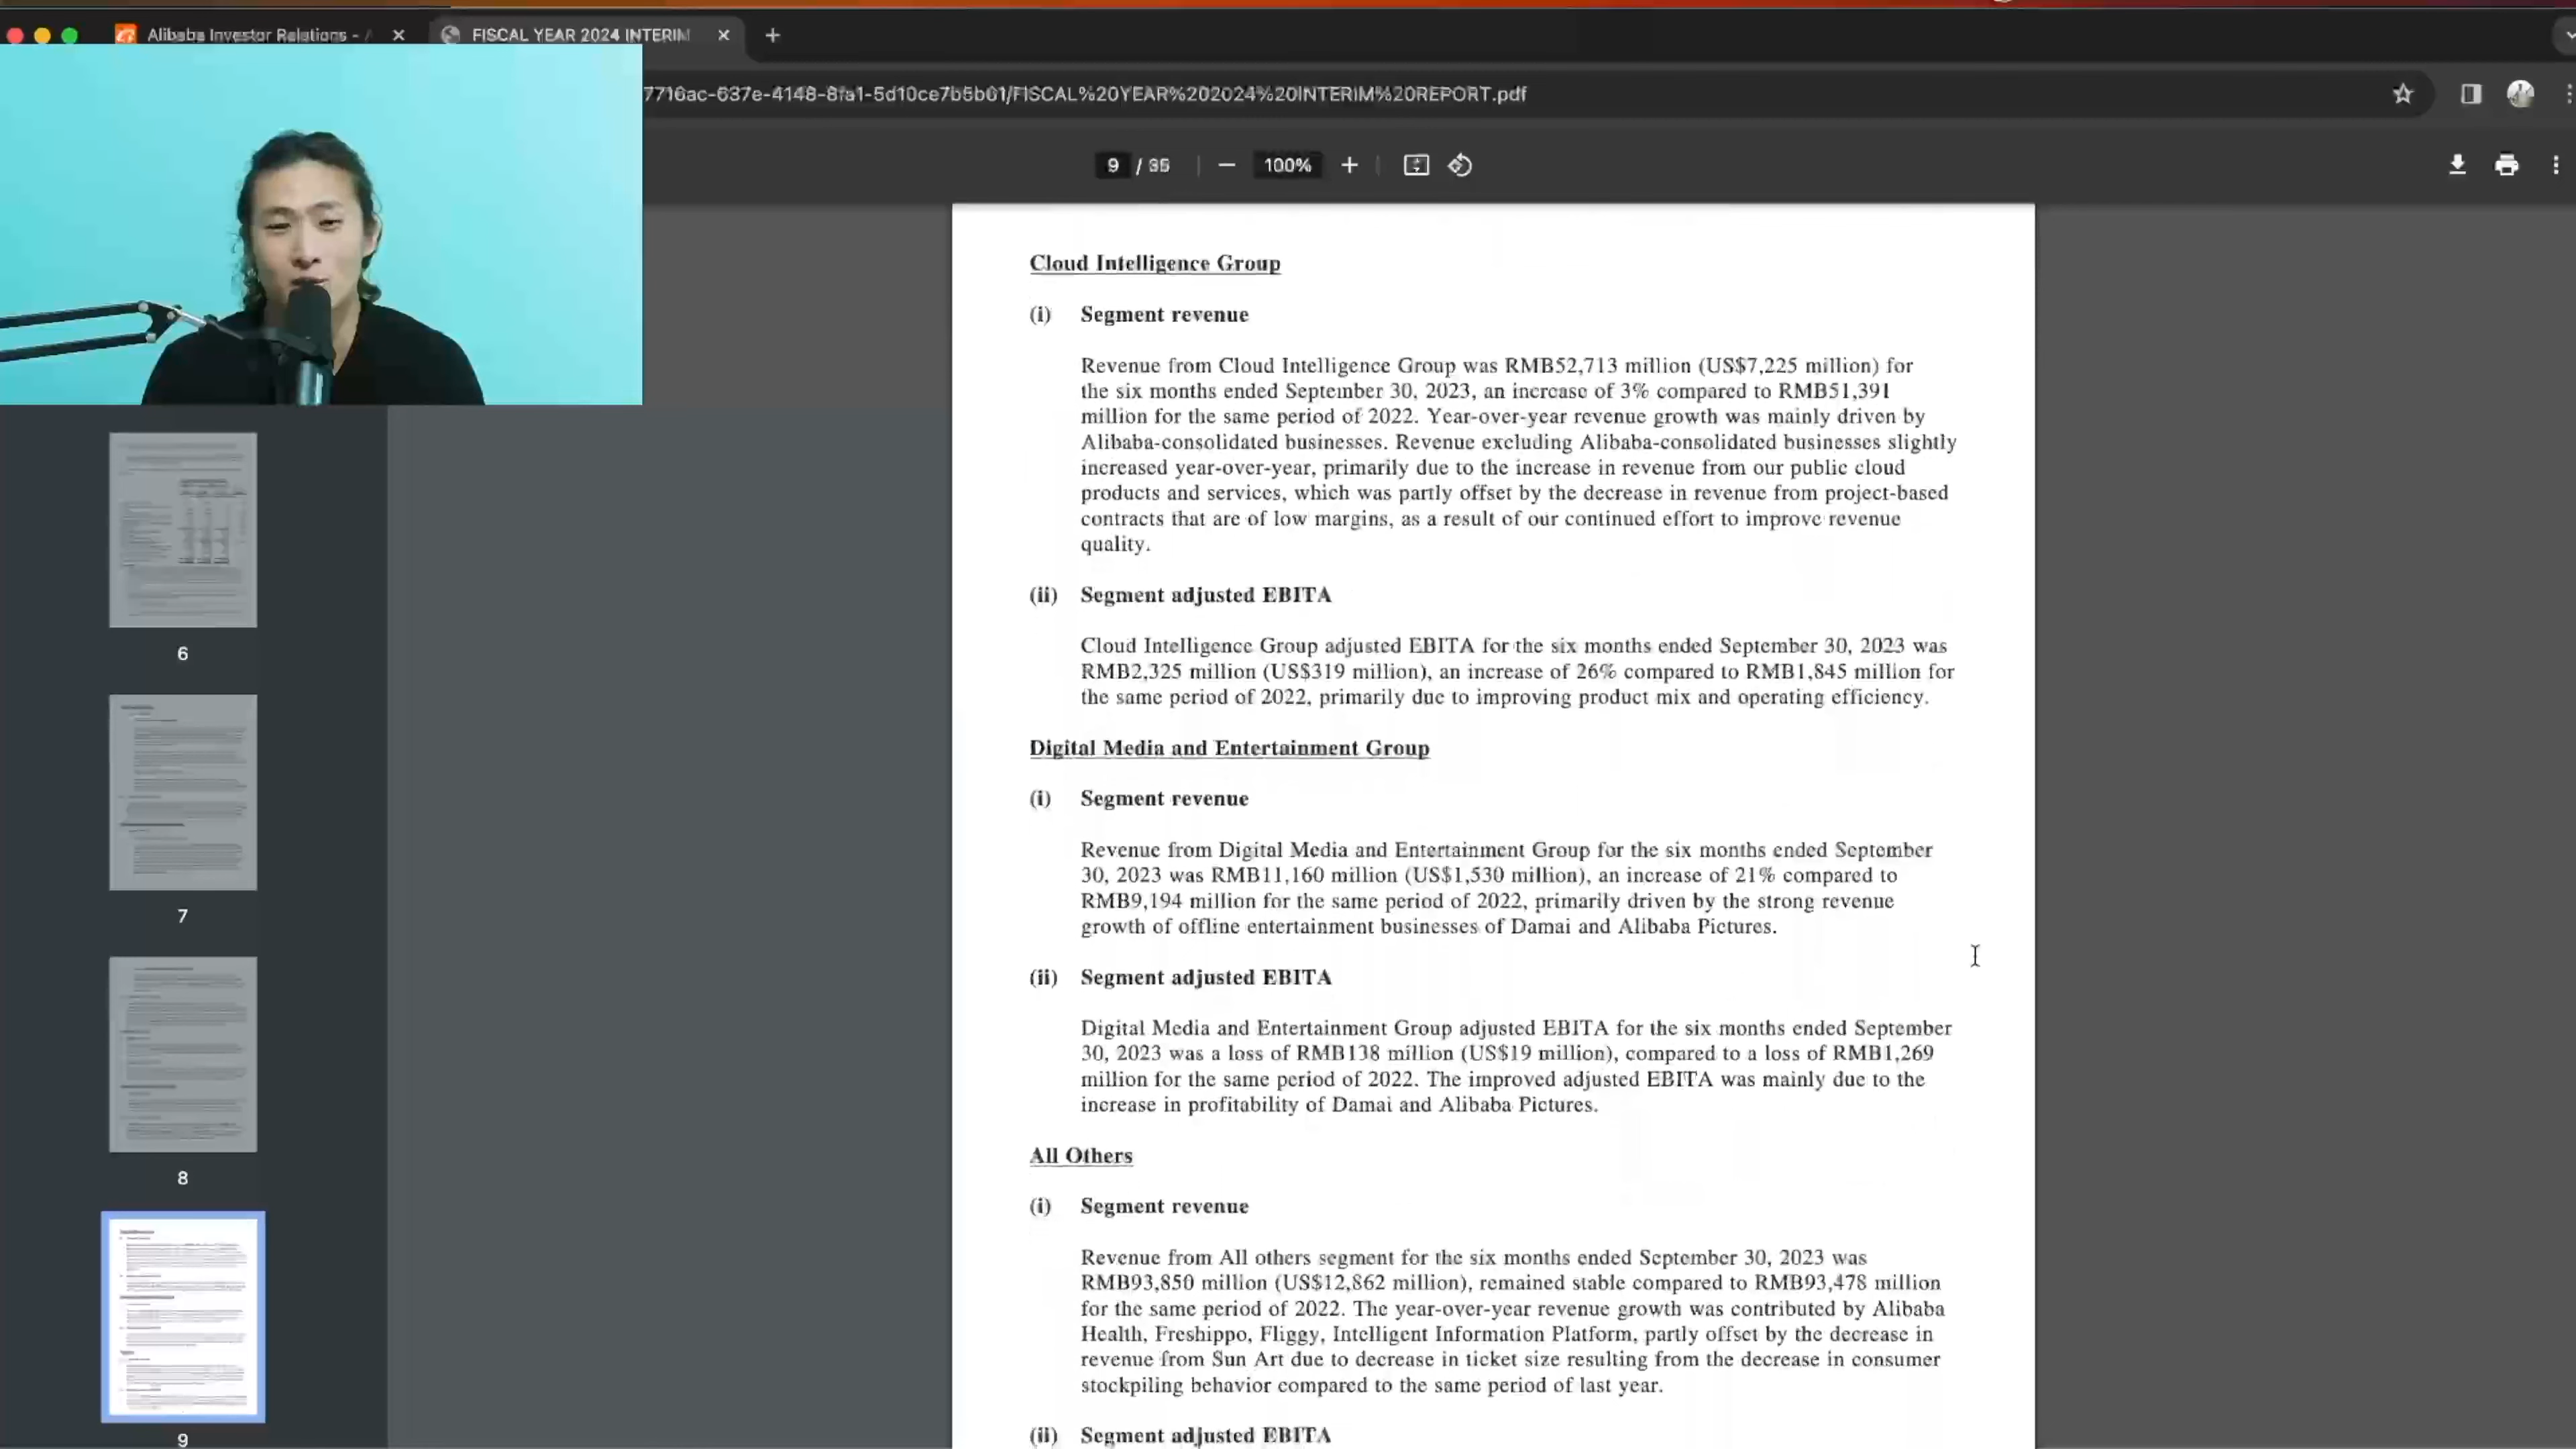 Alibaba Investor Relations - /
FISCAL YEAR 2024 INTERIM
7716ac-637e-4148-8fa1-5d10ce7b5b61/FISCAL%20YEAR%202024%20INTERIM%20REPORT.pdf
9 / 35
100%
Cloud Intelligence Group
(i) Segment revenue
Revenue from Cloud Intelligence Group was RMB52,713 million (US$7,225 million) for
the six months ended September 30, 2023, an increase of 3% compared to RMB51,391
million for the same period of 2022. Year-over-year revenue growth was mainly driven by
Alibaba-consolidated businesses. Revenue excluding Alibaba-consolidated businesses slightly
increased year-over-year, primarily due to the increase in revenue from our public cloud
products and services, which was partly offset by the decrease in revenue from project-based
contracts that are of low margins, as a result of our continued effort to improve revenue
quality.
(ii) Segment adjusted EBITA
Cloud Intelligence Group adjusted EBITA for the six months ended September 30, 2023 was
RMB2,325 million (US$319 million), an increase of 26% compared to RMB1,845 million for
the same period of 2022, primarily due to improving product mix and operating efficiency.
Digital Media and Entertainment Group
(i) Segment revenue
Revenue from Digital Media and Entertainment Group for the six months ended September
30, 2023 was RMB11,160 million (US$1,530 million), an increase of 21% compared to
RMB9,194 million for the same period of 2022, primarily driven by the strong revenue
growth of offline entertainment businesses of Damai and Alibaba Pictures.
(ii) Segment adjusted EBITA
Digital Media and Entertainment Group adjusted EBITA for the six months ended September
30, 2023 was a loss of RMB138 million (US$19 million), compared to a loss of RMB1,269
million for the same period of 2022. The improved adjusted EBITA was mainly due to the
increase in profitability of Damai and Alibaba Pictures.
All Others
(i) Segment revenue
Revenue from All others segment for the six months ended September 30, 2023 was
RMB93,850 million (US$12,862 million), remained stable compared to RMB93,478 million
for the same period of 2022. The year-over-year revenue growth was contributed by Alibaba
Health, Freshippo, Fliggy, Intelligent Information Platform, partly offset by the decrease in
revenue from Sun Art due to decrease in ticket size resulting from the decrease in consumer
stockpiling behavior compared to the same period of last year.
(ii) Segment adjusted EBITA
6
7
8
9